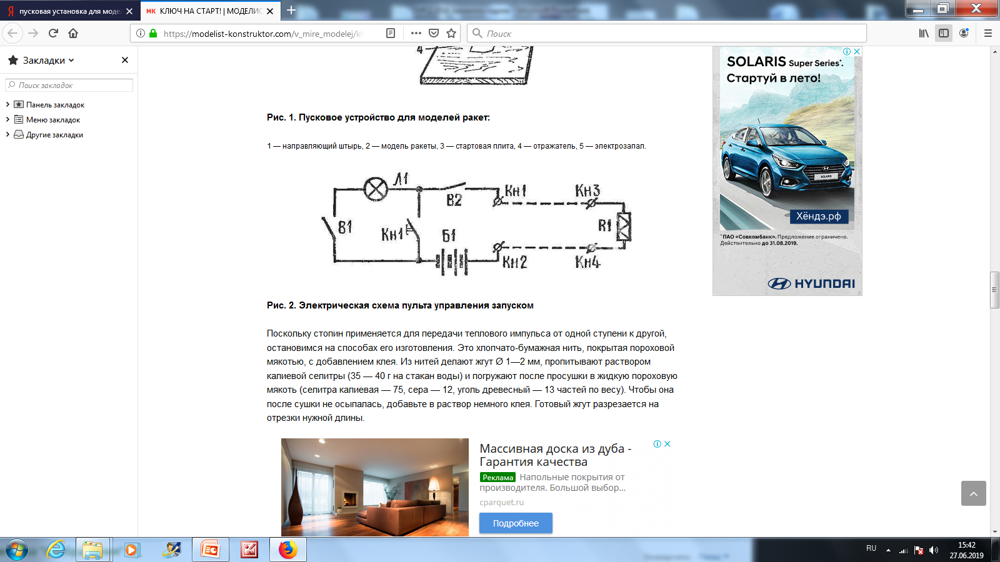 пусковая установка для моде
МК КЛЮЧ НА СТАРТ! | МОДЕЛИС
https://modelist-konstruktor.com/v_mire_modelej/kl
Поиск
Закладки
Поиск закладок
Панель закладок
Меню закладок
Другие закладки
4
Рис. 1. Пусковое устройство для моделей ракет:
1 — направляющий штырь, 2 — модель ракеты, 3 — стартовая плита, 4 — отражатель, 5 — электрозапал.
Л1
В2
Кн1
Кн3
В1
Кн1
Б1
R1
Кн2
Кн4
Рис. 2. Электрическая схема пульта управления запуском
Поскольку стопин применяется для передачи теплового импульса от одной ступени к другой,
остановимся на способах его изготовления. Это хлопчато-бумажная нить, покрытая пороховой
мякотью, с добавлением клея. Из нитей делают жгут Ø 1—2 мм, пропитывают раствором
калиевой селитры (35 — 40 г на стакан воды) и погружают после просушки в жидкую пороховую
мякоть (селитра калиевая — 75, сера — 12, уголь древесный — 13 частей по весу). Чтобы она
после сушки не осыпалась, добавьте в раствор немного клея. Готовый жгут разрезается на
отрезки нужной длины.
Массивная доска из дуба -
Гарантия качества
Реклама Напольные покрытия от
производителя. Большой выбор...
cparquet.ru
Подробнее
SOLARIS Super Series*.
Стартуй в лето!
SOLARIS
Хёндэ.рф
*ПАО «Совкомбанк». Предложение ограничено.
Действительно до 31.08.2019.
HYUNDAI
RU
15:42
27.06.2019